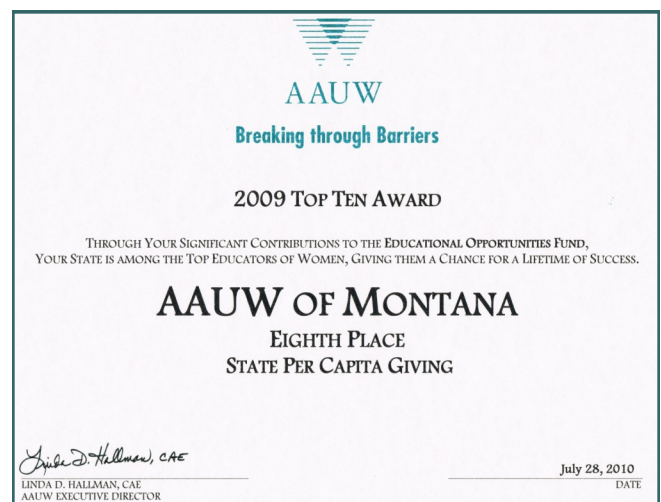 AAUW
Breaking through Barriers
2009 Top Ten Award
Through Your Significant Contributions to the Educational Opportunities Fund,
Your State is among the Top Educators of Women, Giving them a Chance for a Lifetime of Success.
AAUW of Montana
Eighth Place
State Per Capita Giving
Linda D. Hallman, CAE
July 28, 2010
LINDA D. HALLMAN, CAE
DATE
AAUW EXECUTIVE DIRECTOR